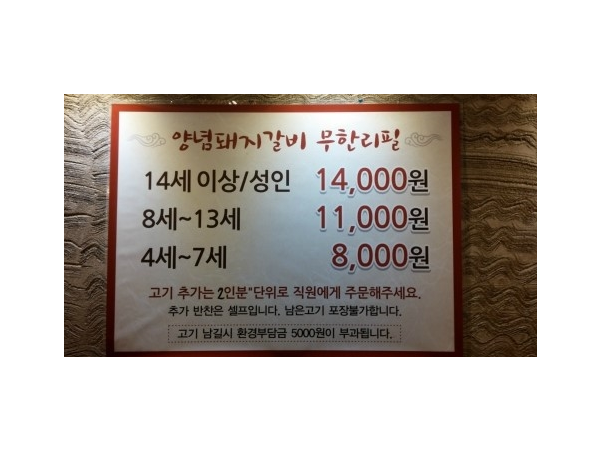 양념돼지갈비 무한리필
14세 이상/성인 14,000원
8세~13세 11,000원
4세~7세 8,000원
고기 추가는 2인분"단위로 직원에게 주문해주세요.
추가 반찬은 셀프입니다. 남은고기 포장불가합니다.
고기 남길시 환경부담금 5000원이 부과됩니다.